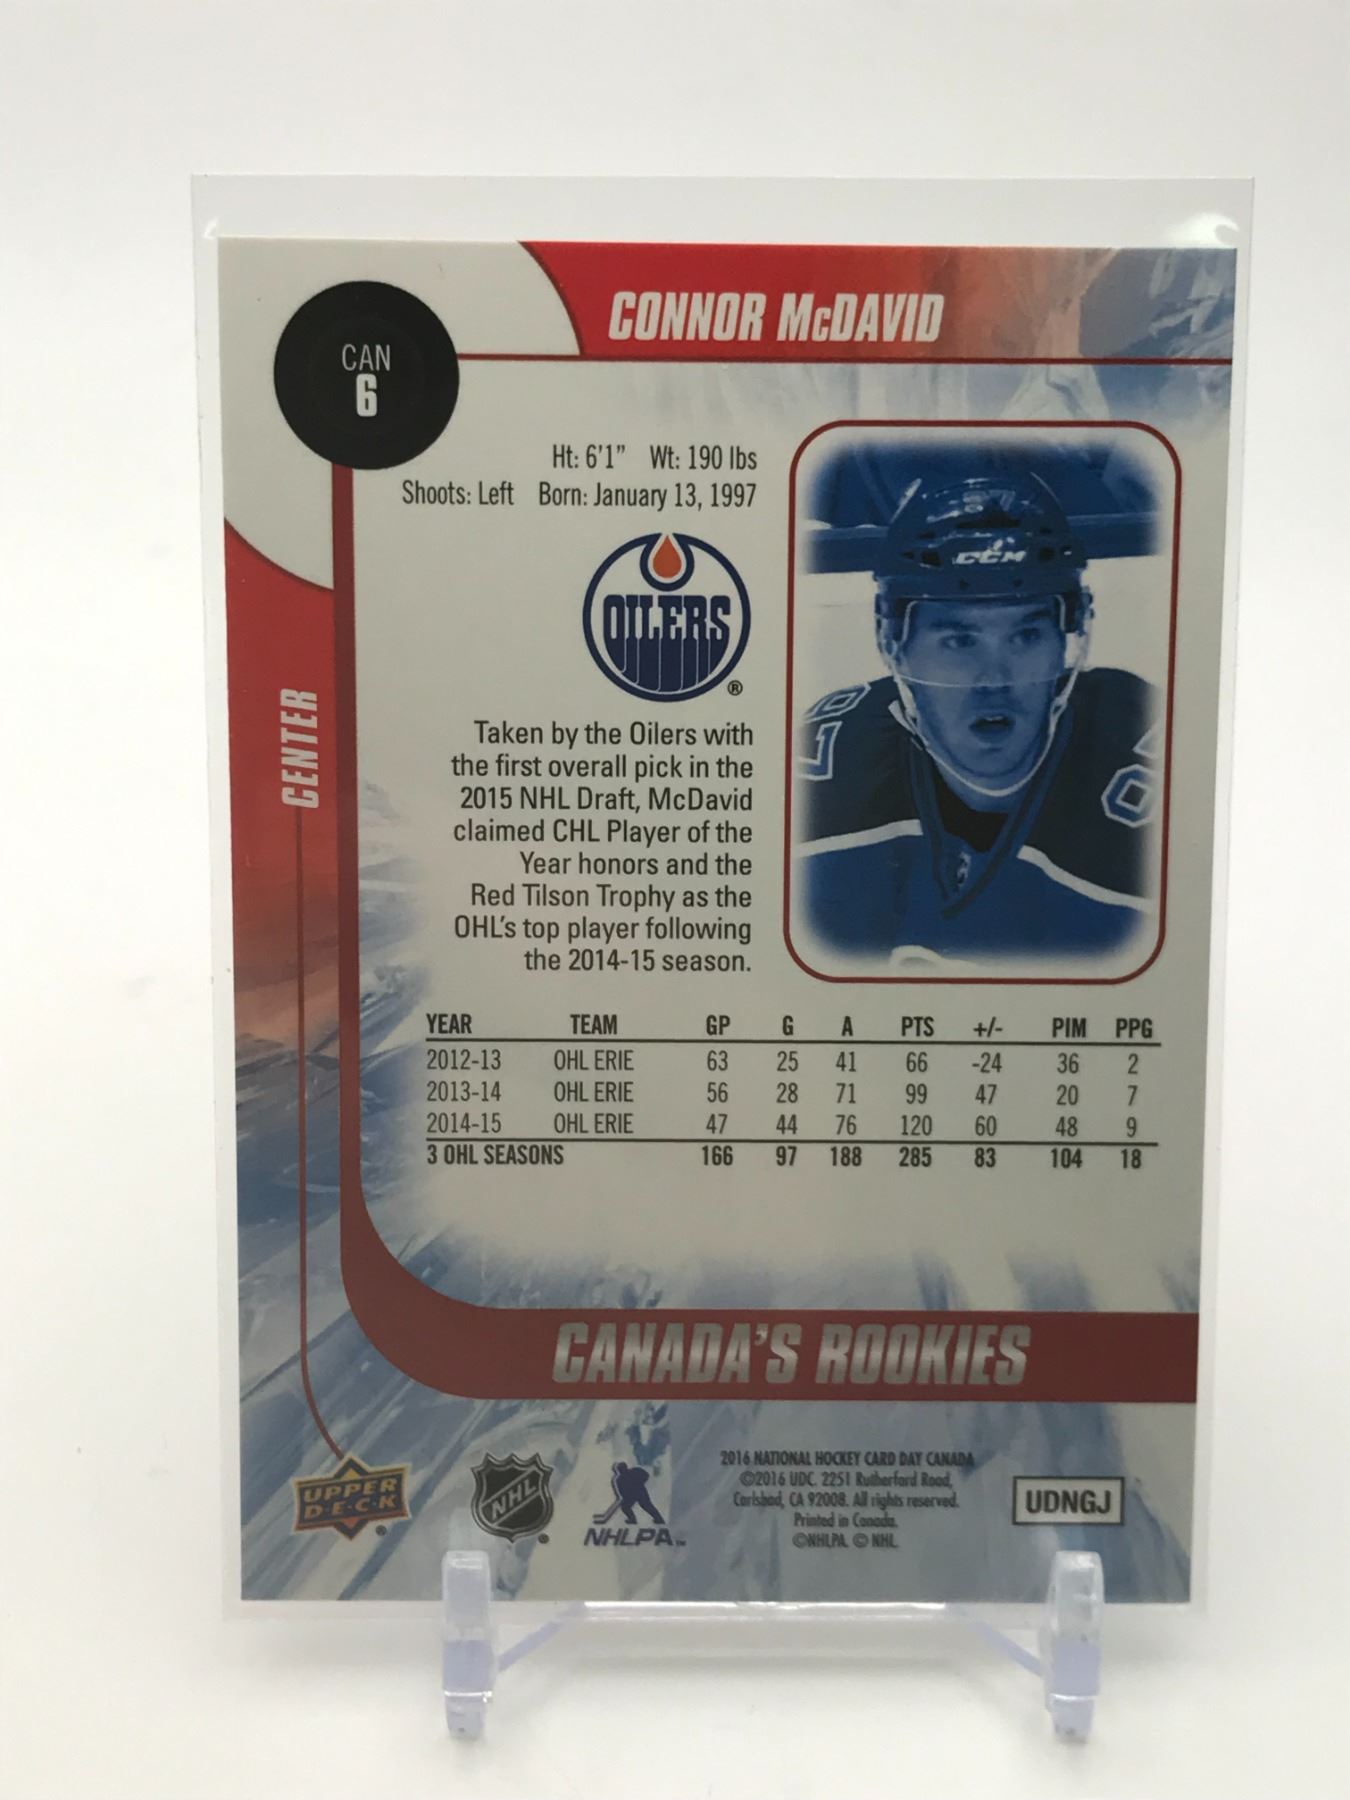 CONNOR McDAVID
CAN
6
Ht: 6'1" Wt: 190 lbs
Shoots: Left Born: January 13, 1997
OILERS
®
CCM
CENTER
Taken by the Oilers with
the first overall pick in the
2015 NHL Draft, McDavid
claimed CHL Player of the
Year honors and the
Red Tilson Trophy as the
OHL's top player following
the 2014-15 season.
YEAR TEAM GP G A PTS +/- PIM PPG
2012-13 OHL ERIE 63 25 41 66 -24 36 2
2013-14 OHL ERIE 56 28 71 99 47 20 7
2014-15 OHL ERIE 47 44 76 120 60 48 9
3 OHL SEASONS 166 97 188 285 83 104 18
CANADA'S ROOKIES
UPPER
D·E·C·K
®
NHL
®
NHLPA™
2016 NATIONAL HOCKEY CARD DAY CANADA
©2016 UDC. 2251 Rutherford Road,
Carlsbad, CA 92008. All rights reserved.
Printed in Canada.
©NHLPA. © NHL.
UDNGJ